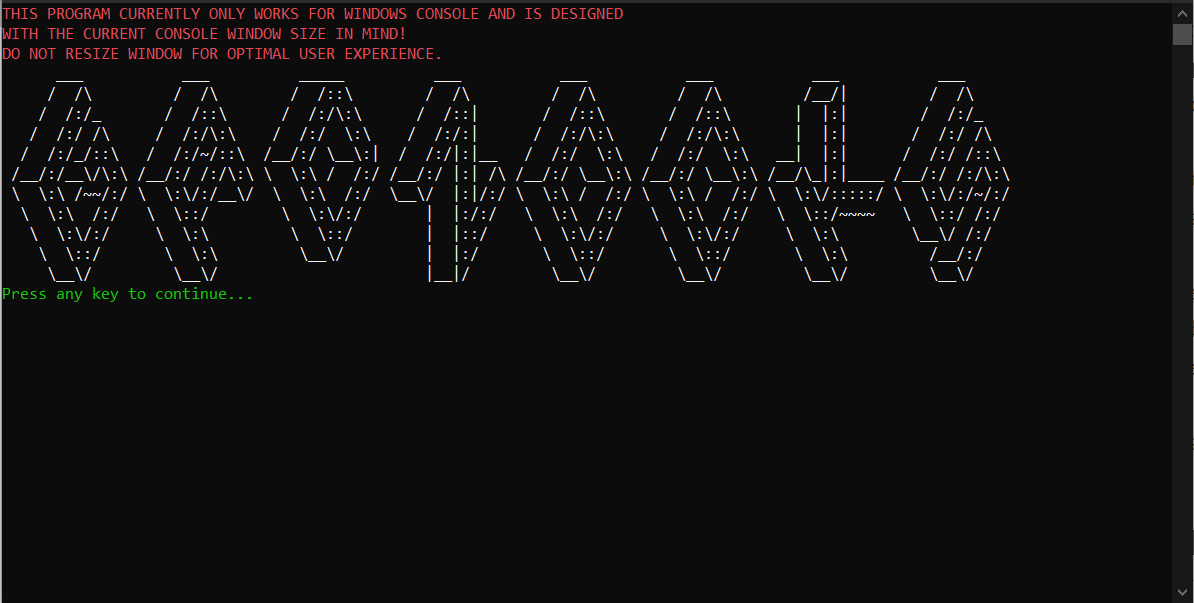 THIS PROGRAM CURRENTLY ONLY WORKS FOR WINDOWS CONSOLE AND IS DESIGNED
WITH THE CURRENT CONSOLE WINDOW SIZE IN MIND!
DO NOT RESIZE WINDOW FOR OPTIMAL USER EXPERIENCE.
GADZOOKS
Press any key to continue...